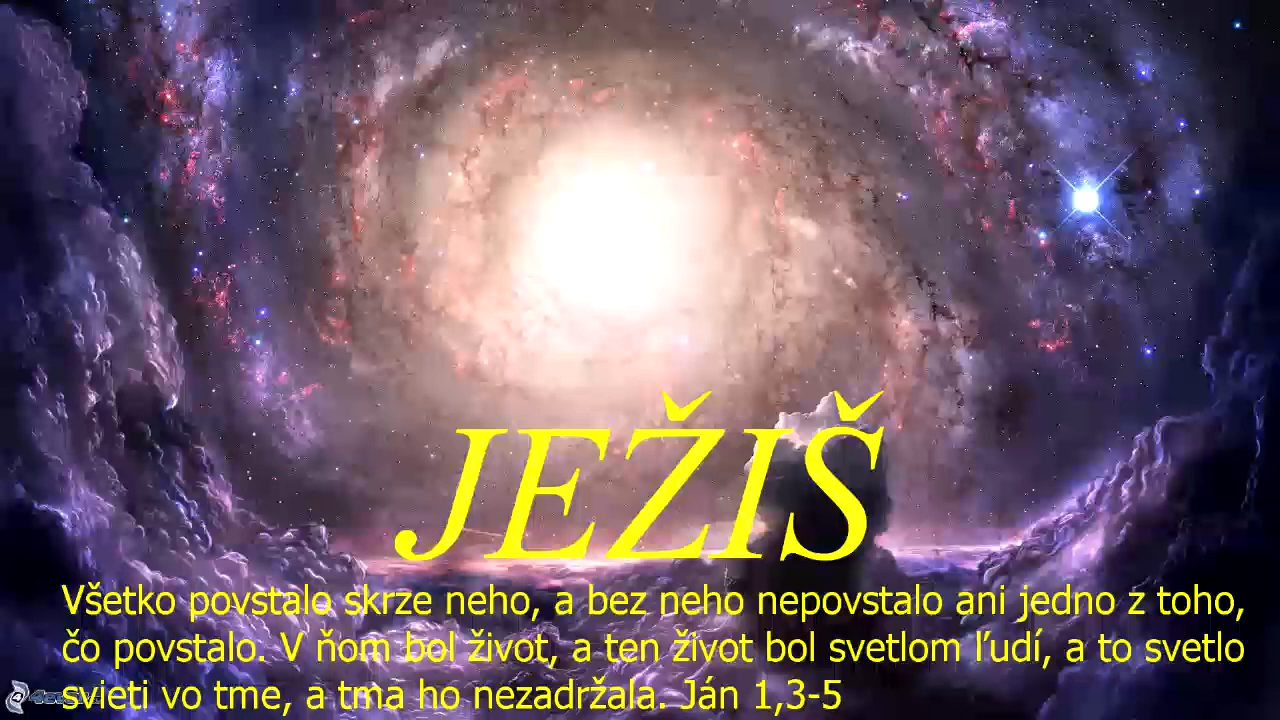 JEŽIŠ
Všetko povstalo skrze neho, a bez neho nepovstalo ani jedno z toho,
čo povstalo. V ňom bol život, a ten život bol svetlom ľudí, a to svetlo
svieti vo tme, a tma ho nezadržala. Ján 1,3-5